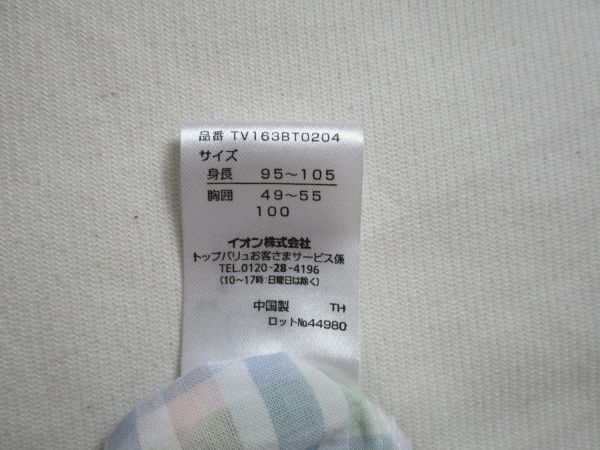 品番 TV163BT0204
サイズ
身長 95～105
胸囲 49～55
100
イオン株式会社
トップバリュお客さまサービス係
TEL.0120-28-4196
(10～17時:日曜日は除く)
中国製 TH
ロットNo44980